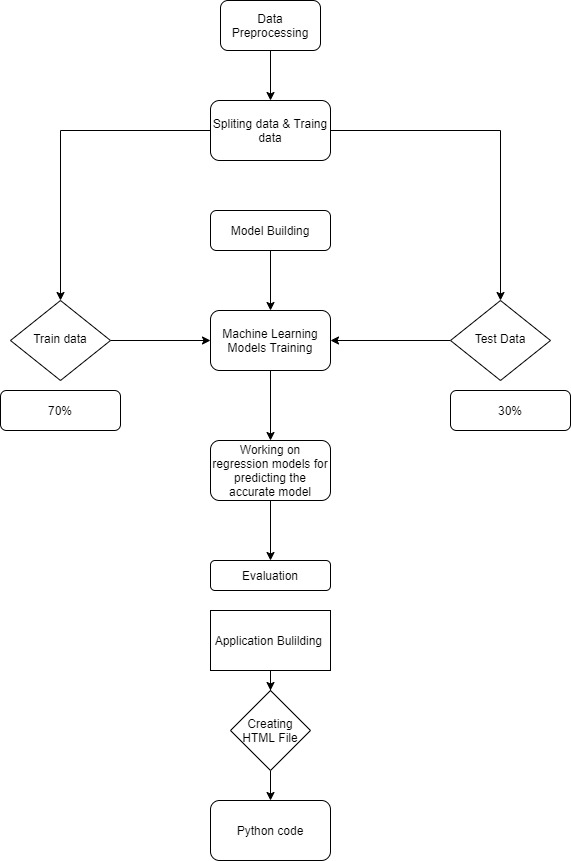 Data
Preprocessing
Spliting data & Traing
data
Model Building
Train data
Machine Learning
Models Training
Test Data
70%
30%
Working on
regression models for
predicting the
accurate model
Evaluation
Application Bulilding
Creating
HTML File
Python code